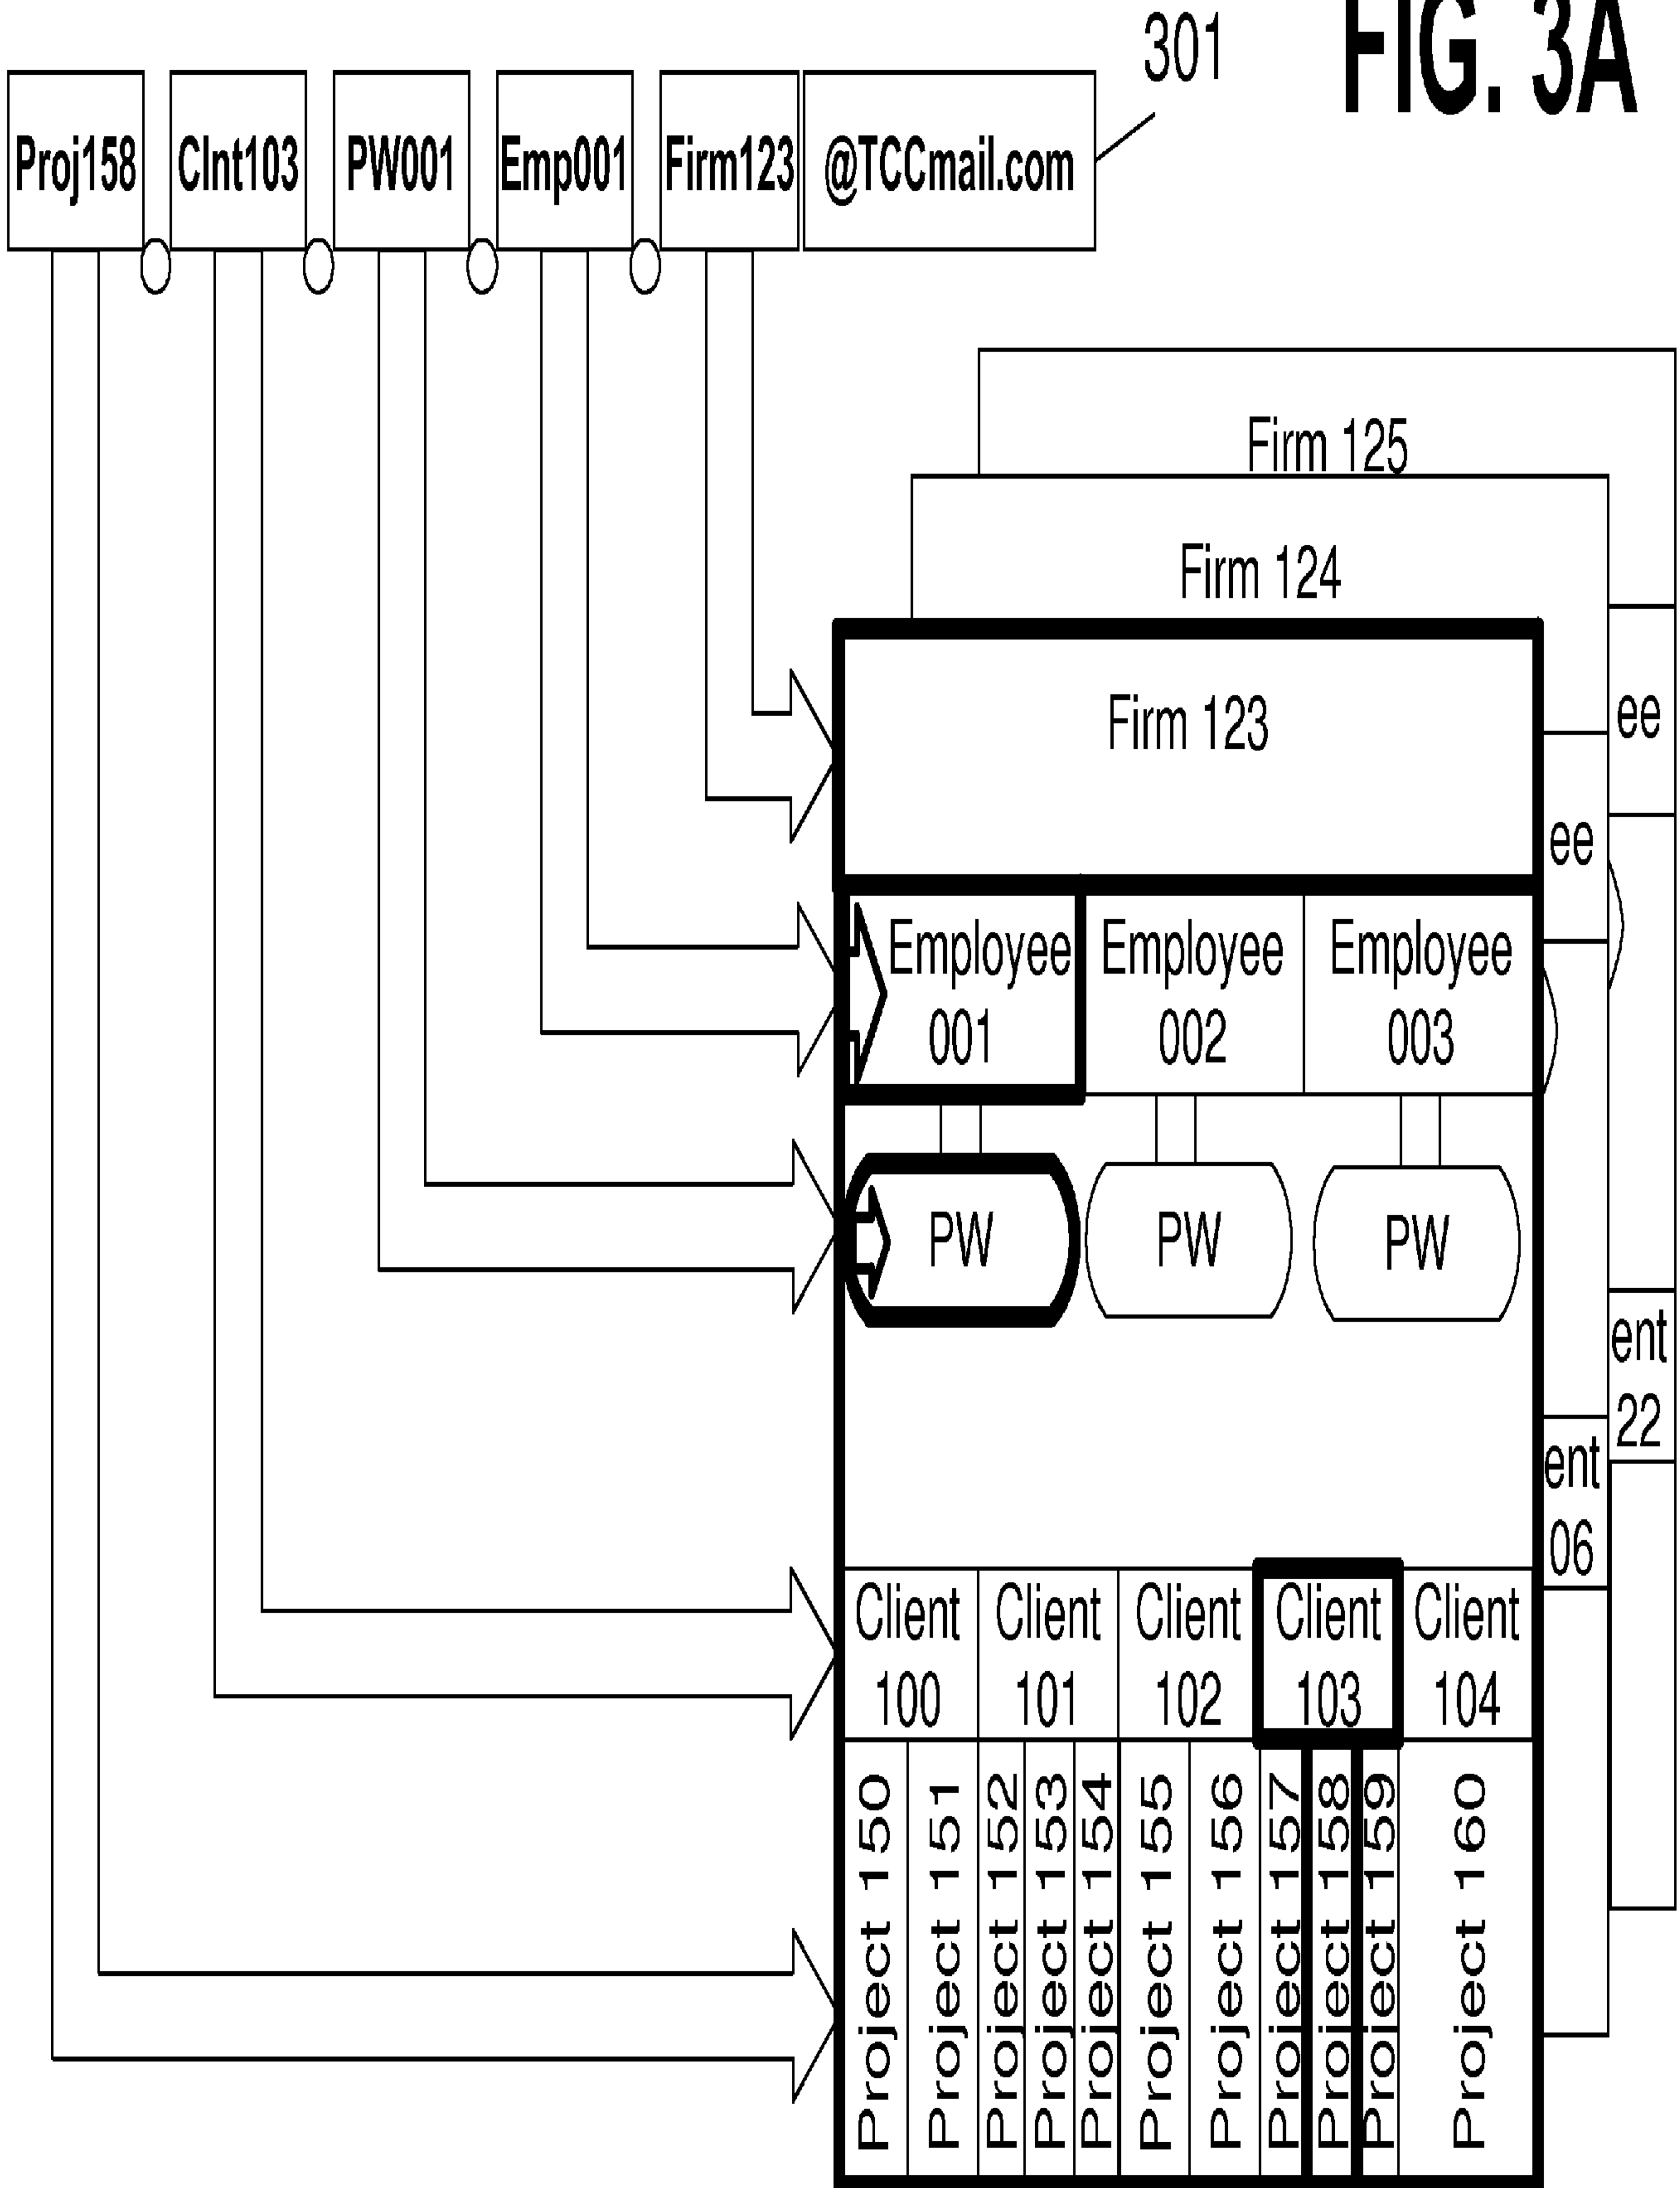 FIG. 3A
301
Proj158 Clnt103 PW001 Emp001 Firm123 @TCCmail.com
Firm 125
Firm 124
Firm 123
ee
ee
Employee 001
Employee 002
Employee 003
PW PW PW
ent 22
ent 06
Client 100
Client 101
Client 102
Client 103
Client 104
Project 150
Project 151
Project 152
Project 153
Project 154
Project 155
Project 156
Project 157
Project 158
Project 159
Project 160